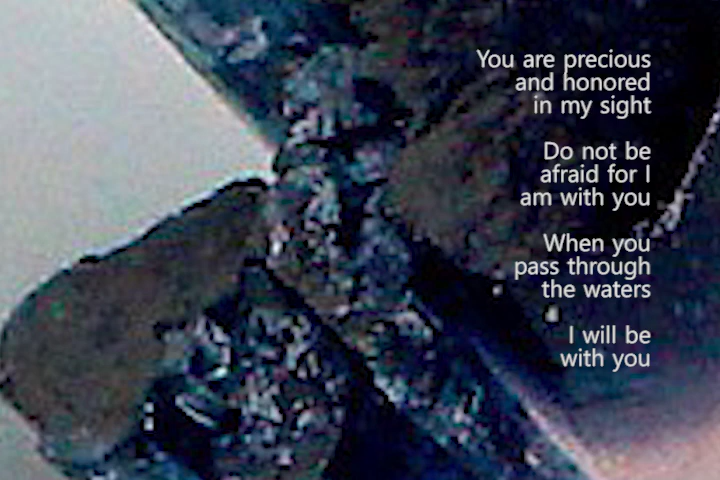 You are precious
and honored
in my sight
Do not be
afraid for I
am with you
When you
pass through
the waters
I will be
with you